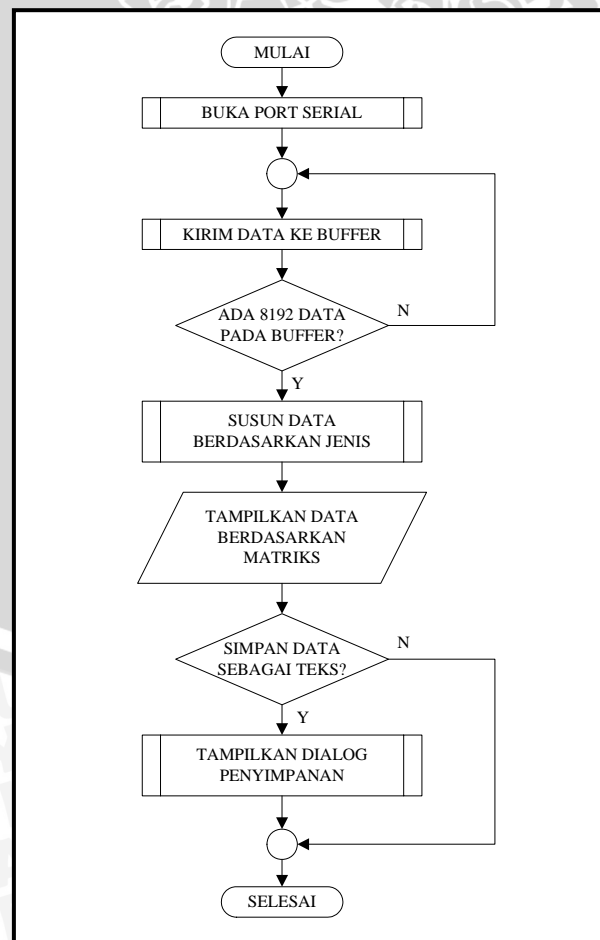 MULAI
BUKA PORT SERIAL
KIRIM DATA KE BUFFER
ADA 8192 DATA
PADA BUFFER?
N
Y
SUSUN DATA
BERDASARKAN JENIS
TAMPILKAN DATA
BERDASARKAN
MATRIKS
SIMPAN DATA
SEBAGAI TEKS?
N
Y
TAMPILKAN DIALOG
PENYIMPANAN
SELESAI